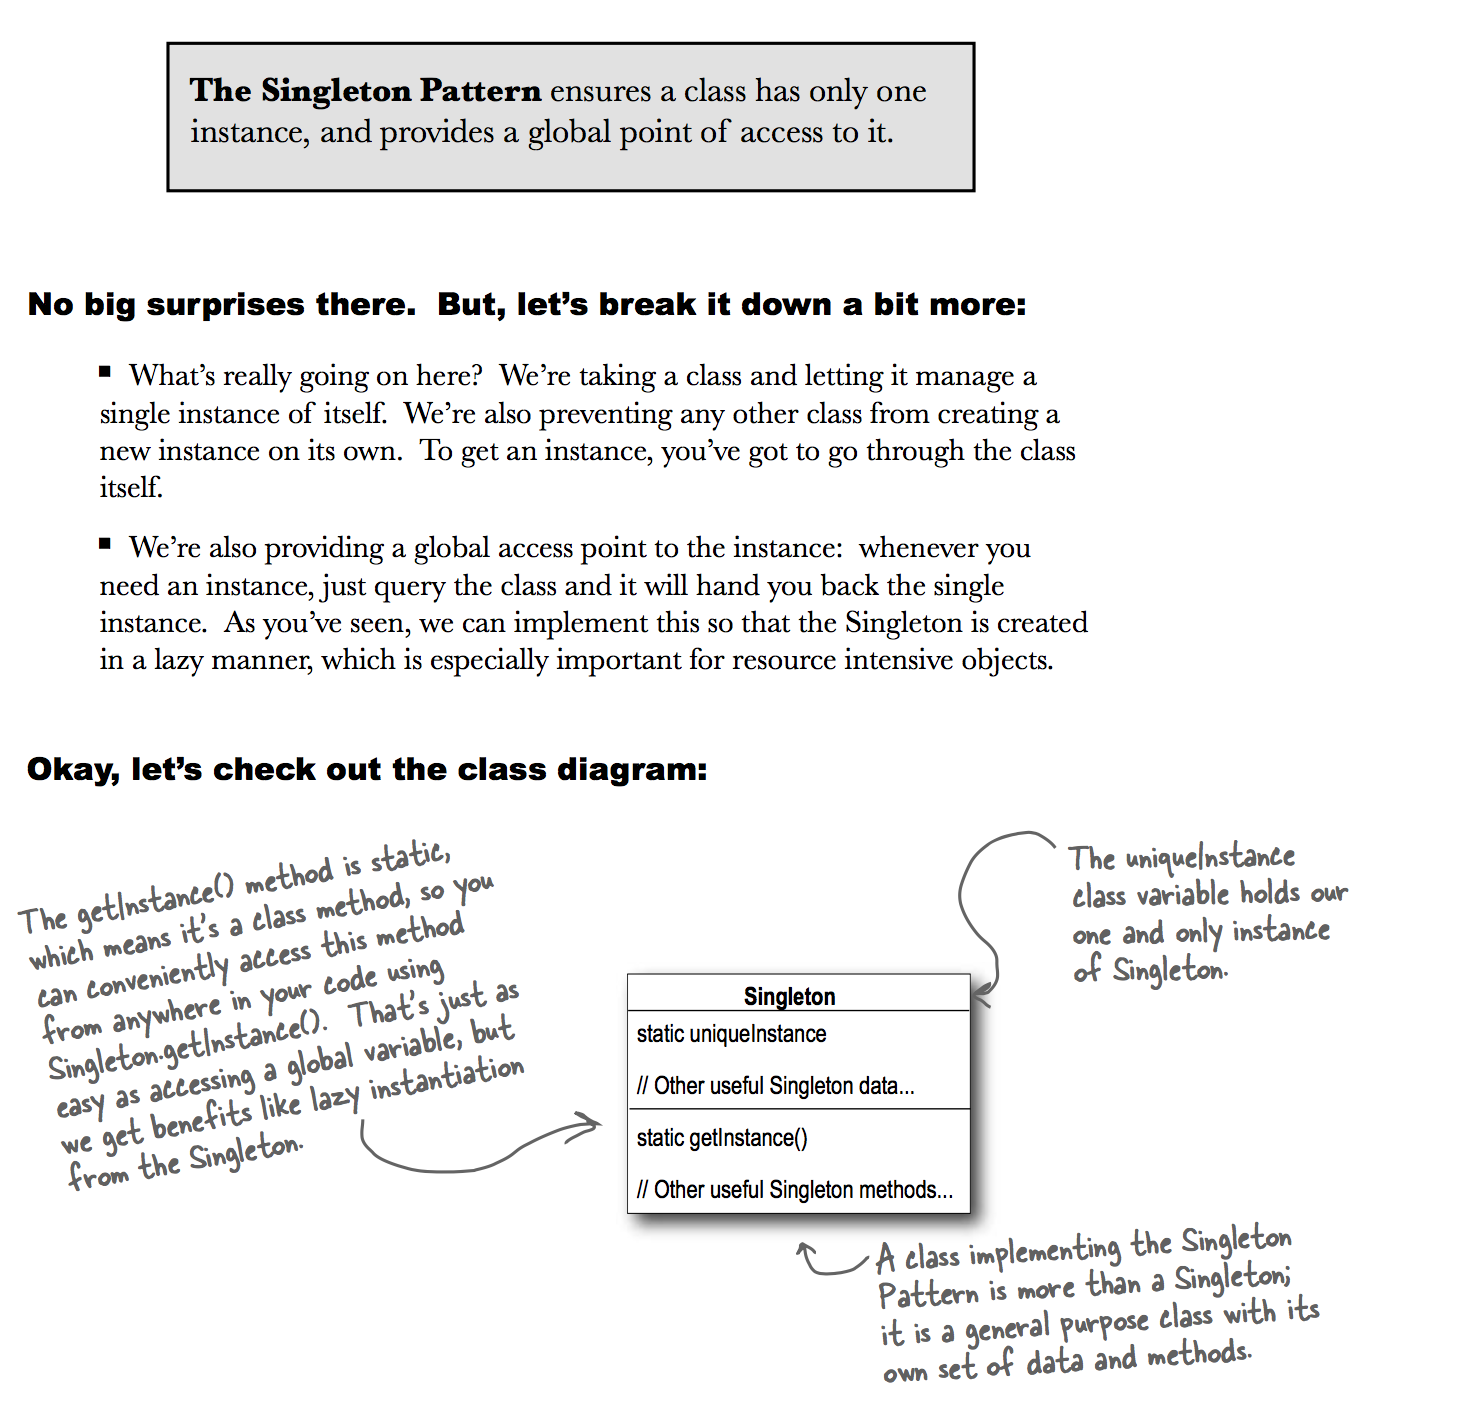 The Singleton Pattern ensures a class has only one
instance, and provides a global point of access to it.
No big surprises there.  But, let’s break it down a bit more:
▪ What’s really going on here?  We’re taking a class and letting it manage a
single instance of itself.  We’re also preventing any other class from creating a
new instance on its own.  To get an instance, you’ve got to go through the class
itself.
▪ We’re also providing a global access point to the instance:  whenever you
need an instance, just query the class and it will hand you back the single
instance.  As you’ve seen, we can implement this so that the Singleton is created
in a lazy manner, which is especially important for resource intensive objects.
Okay, let’s check out the class diagram:
The getInstance() method is static,
which means it’s a class method, so you
can conveniently access this method
from anywhere in your code using
Singleton.getInstance().  That’s just as
easy as accessing a global variable, but
we get benefits like lazy instantiation
from the Singleton.
The uniqueInstance
class variable holds our
one and only instance
of Singleton.
Singleton
static uniqueInstance
// Other useful Singleton data...
static getInstance()
// Other useful Singleton methods...
A class implementing the Singleton
Pattern is more than a Singleton;
it is a general purpose class with its
own set of data and methods.